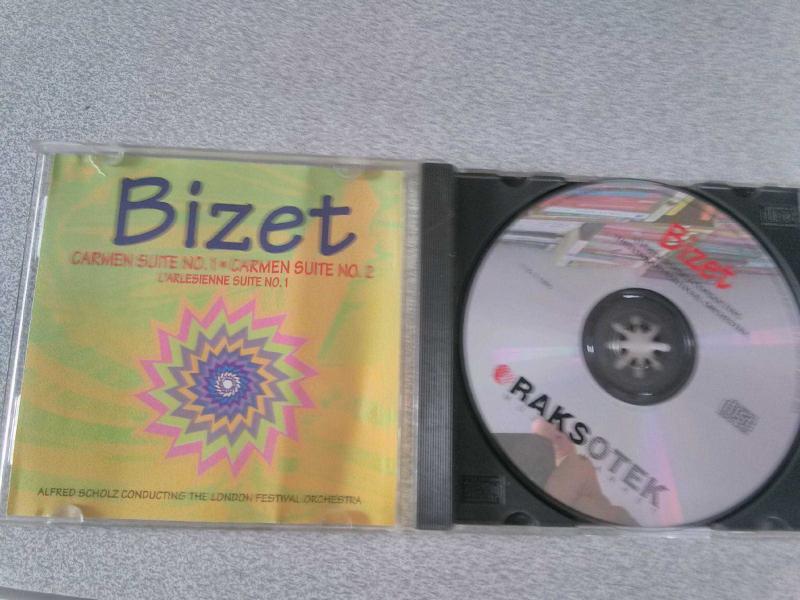 Bizet
CARMEN SUITE NO. 1 • CARMEN SUITE NO. 2
L'ARLESIENNE SUITE NO. 1
ALFRED SCHOLZ CONDUCTING THE LONDON FESTIVAL ORCHESTRA
Bizet
RAKSOTEK